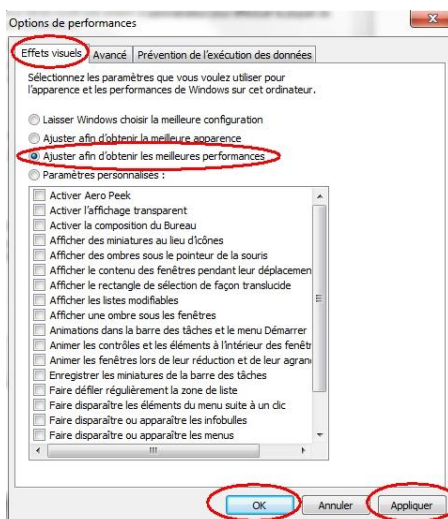 Options de performances
Effets visuels Avancé Prévention de l'exécution des données
Sélectionnez les paramètres que vous voulez utiliser pour
l'apparence et les performances de Windows sur cet ordinateur.
Laisser Windows choisir la meilleure configuration
Ajuster afin d'obtenir la meilleure apparence
Ajuster afin d'obtenir les meilleures performances
Paramètres personnalisés :
Activer Aero Peek
Activer l'affichage transparent
Activer la composition du Bureau
Afficher des miniatures au lieu d'icônes
Afficher des ombres sous le pointeur de la souris
Afficher le contenu des fenêtres pendant leur déplacemen
Afficher le rectangle de sélection de façon translucide
Afficher les listes modifiables
Afficher une ombre sous les fenêtres
Animations dans la barre des tâches et le menu Démarrer
Animer les contrôles et les éléments à l'intérieur des fenêtr
Animer les fenêtres lors de leur réduction et de leur agran
Enregistrer les miniatures de la barre des tâches
Faire défiler régulièrement la zone de liste
Faire disparaître les éléments du menu suite à un clic
Faire disparaître ou apparaître les infobulles
Faire disparaître ou apparaître les menus
OK Annuler Appliquer